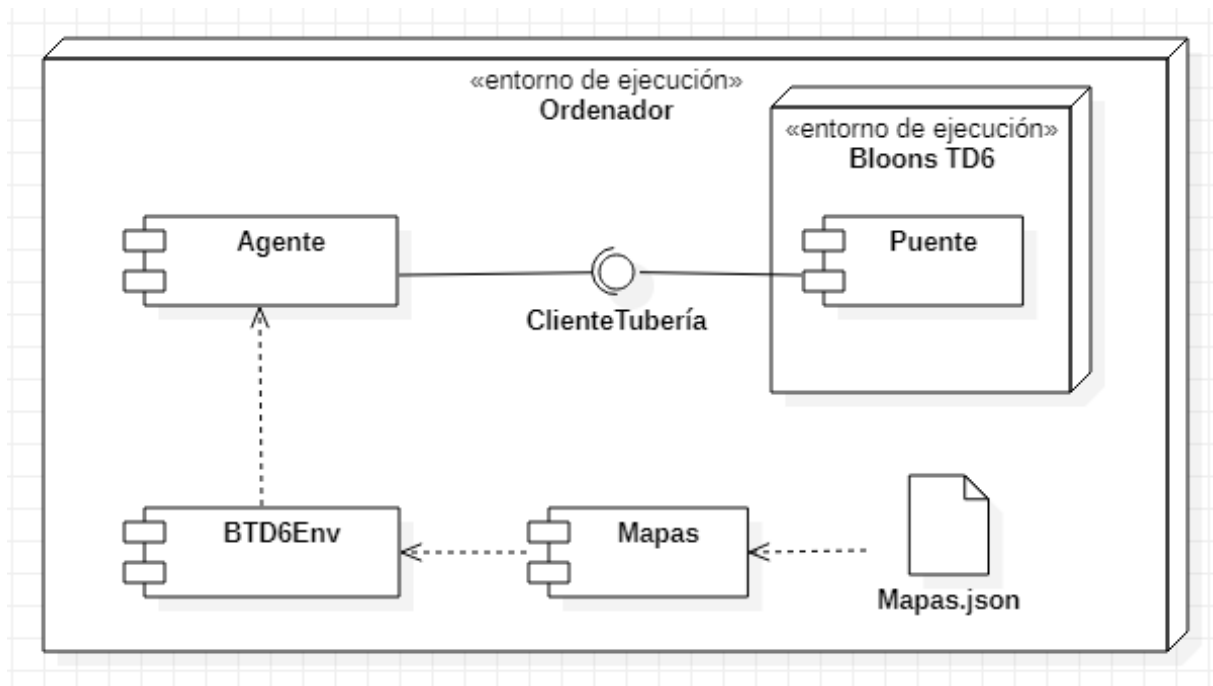 «entorno de ejecución»
Ordenador
«entorno de ejecución»
Bloons TD6
Agente
Puente
ClienteTubería
BTD6Env
Mapas
Mapas.json